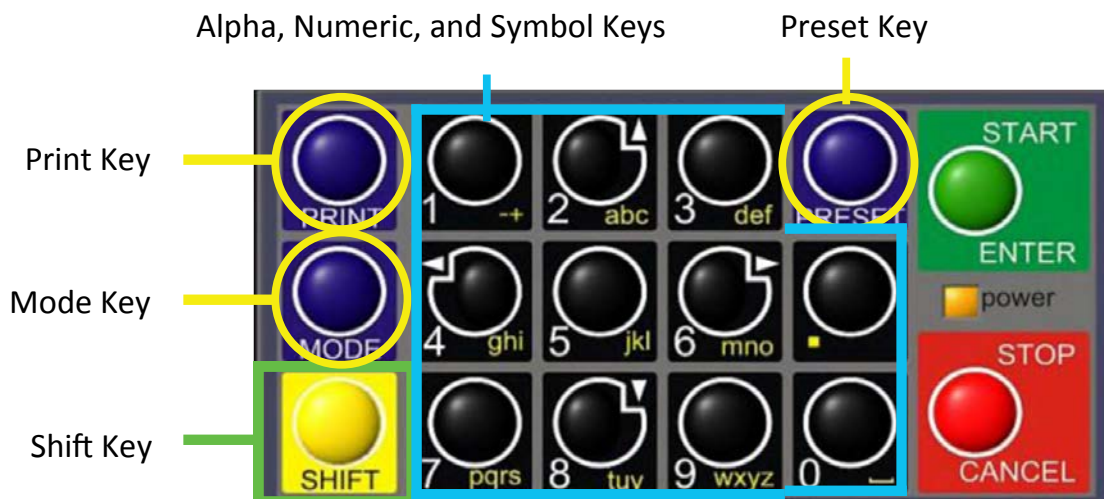 Alpha, Numeric, and Symbol Keys
Preset Key
Print Key
Mode Key
Shift Key
PRINT
1 -+
2 abc
3 def
PRESET
START
ENTER
MODE
4 ghi
5 jkl
6 mno
.
power
SHIFT
7 pqrs
8 tuv
9 wxyz
0
STOP
CANCEL